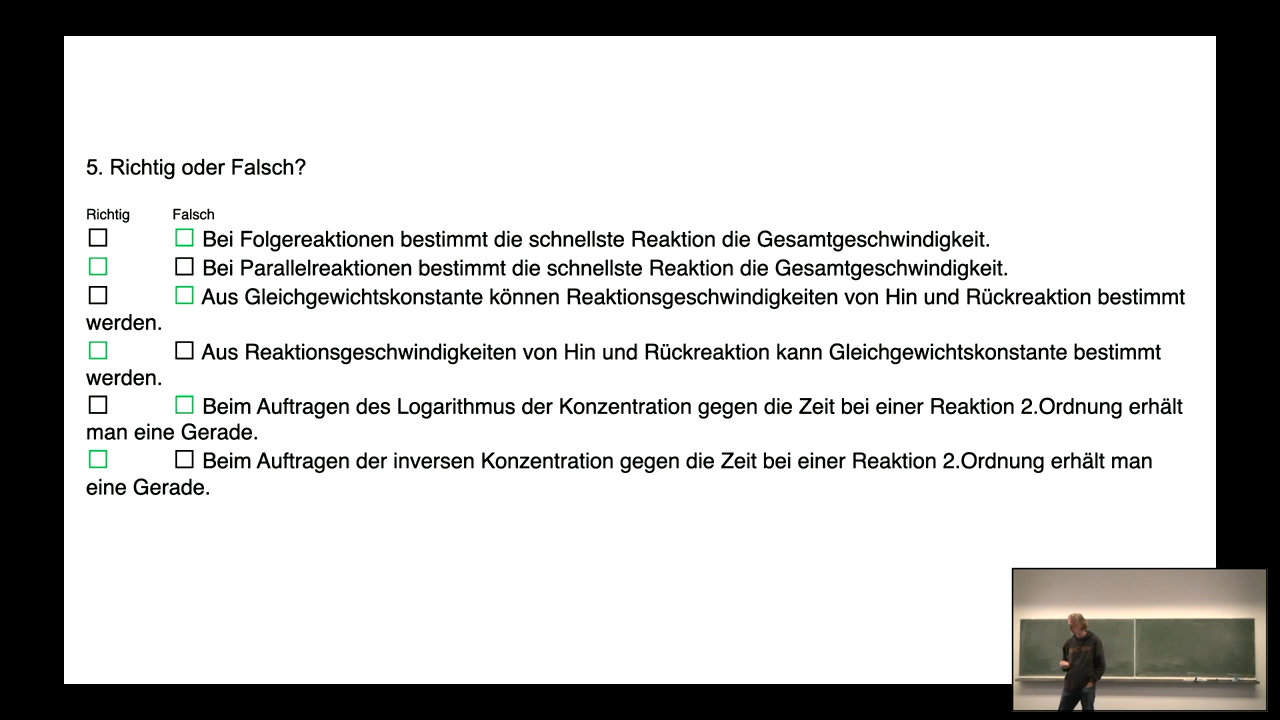 5. Richtig oder Falsch?
Richtig Falsch
Bei Folgereaktionen bestimmt die schnellste Reaktion die Gesamtgeschwindigkeit.
Bei Parallelreaktionen bestimmt die schnellste Reaktion die Gesamtgeschwindigkeit.
Aus Gleichgewichtskonstante können Reaktionsgeschwindigkeiten von Hin und Rückreaktion bestimmt
werden.
Aus Reaktionsgeschwindigkeiten von Hin und Rückreaktion kann Gleichgewichtskonstante bestimmt
werden.
Beim Auftragen des Logarithmus der Konzentration gegen die Zeit bei einer Reaktion 2.Ordnung erhält
man eine Gerade.
Beim Auftragen der inversen Konzentration gegen die Zeit bei einer Reaktion 2.Ordnung erhält man
eine Gerade.